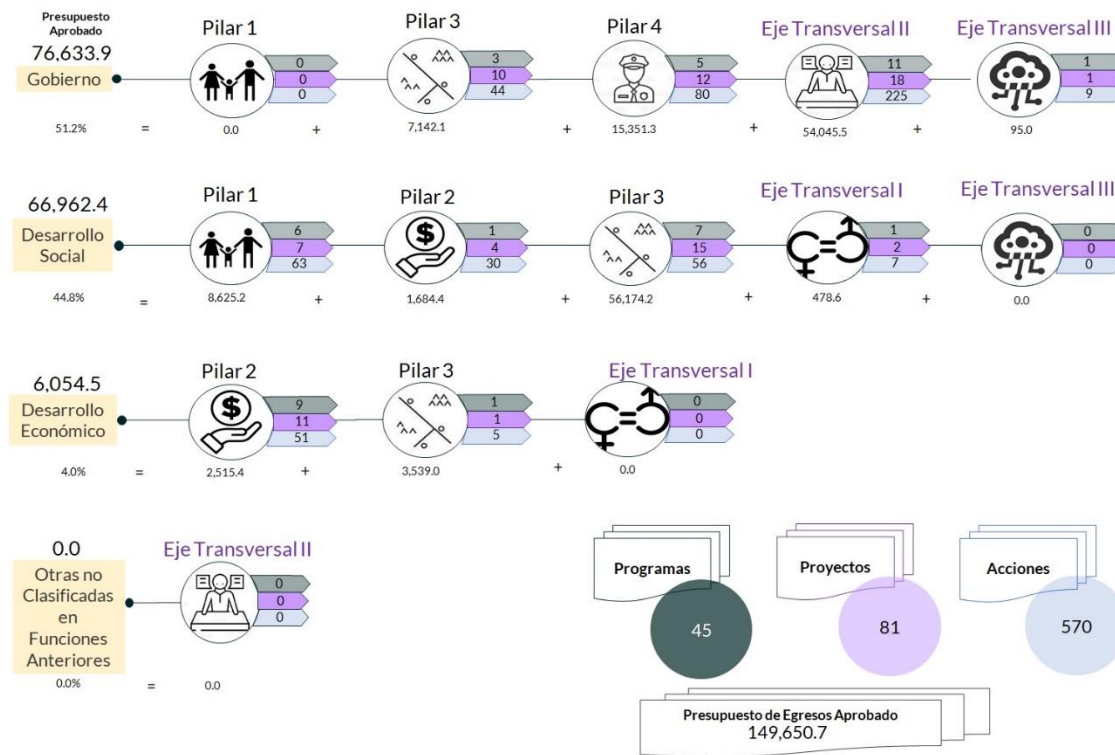 Presupuesto
Aprobado
76,633.9
Gobierno
51.2%
=
Pilar 1
0
0
0
0.0
+
Pilar 3
3
10
44
7,142.1
+
Pilar 4
5
12
80
15,351.3
+
Eje Transversal II
11
18
225
54,045.5
+
Eje Transversal III
1
1
9
95.0
66,962.4
Desarrollo
Social
44.8%
=
Pilar 1
6
7
63
8,625.2
+
Pilar 2
$
1
4
30
1,684.4
+
Pilar 3
7
15
56
56,174.2
+
Eje Transversal I
1
2
7
478.6
+
Eje Transversal III
0
0
0
0.0
6,054.5
Desarrollo
Económico
4.0%
=
Pilar 2
$
9
11
51
2,515.4
+
Pilar 3
1
1
5
3,539.0
+
Eje Transversal I
0
0
0
0.0
0.0
Otras no
Clasificadas
en
Funciones
Anteriores
0.0%
=
Eje Transversal II
0
0
0
0.0
Programas
45
Proyectos
81
Acciones
570
Presupuesto de Egresos Aprobado
149,650.7